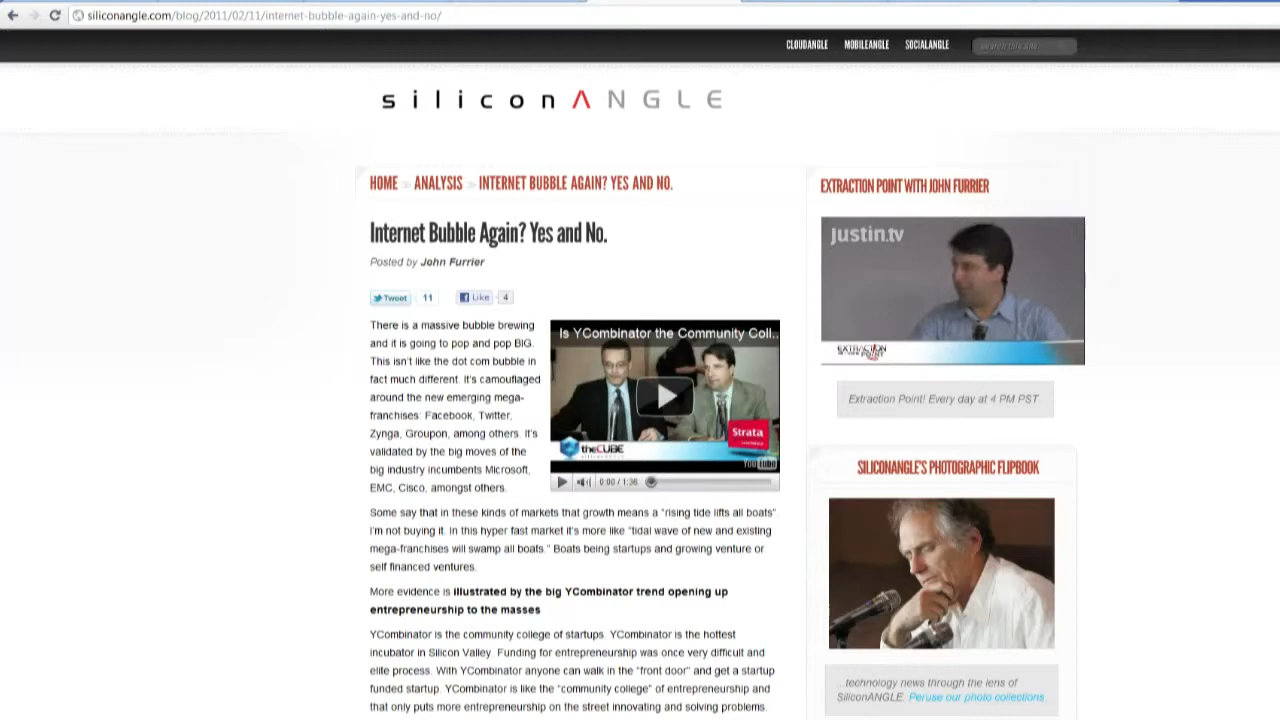 siliconangle.com/blog/2011/02/11/internet-bubble-again-yes-and-no/
CLOUDANGLE MOBILEANGLE SOCIALANGLE
search this site...
siliconANGLE
HOME » ANALYSIS » INTERNET BUBBLE AGAIN? YES AND NO.
Internet Bubble Again? Yes and No.
Posted by John Furrier
Tweet 11 Like 4
There is a massive bubble brewing
and it is going to pop and pop BIG.
This isn't like the dot com bubble in
fact much different. It's camouflaged
around the new emerging mega-
franchises: Facebook, Twitter,
Zynga, Groupon, among others. It's
validated by the big moves of the
big industry incumbents Microsoft,
EMC, Cisco, amongst others.
Is YCombinator the Community Coll...
Strata
theCUBE
YouTube
0:00 / 1:36
Some say that in these kinds of markets that growth means a "rising tide lifts all boats".
I'm not buying it. In this hyper fast market it's more like "tidal wave of new and existing
mega-franchises will swamp all boats." Boats being startups and growing venture or
self financed ventures.
More evidence is illustrated by the big YCombinator trend opening up
entrepreneurship to the masses
YCombinator is the community college of startups. YCombinator is the hottest
incubator in Silicon Valley. Funding for entrepreneurship was once very difficult and
elite process. With YCombinator anyone can walk in the "front door" and get a startup
funded startup. YCombinator is like the "community college" of entrepreneurship and
that only puts more entrepreneurship on the street innovating and solving problems.
EXTRACTION POINT WITH JOHN FURRIER
Justin.tv
EXTRACTION
POINT
Extraction Point! Every day at 4 PM PST.
SILICONANGLE'S PHOTOGRAPHIC FLIPBOOK
...technology news through the lens of
SiliconANGLE. Peruse our photo collections.